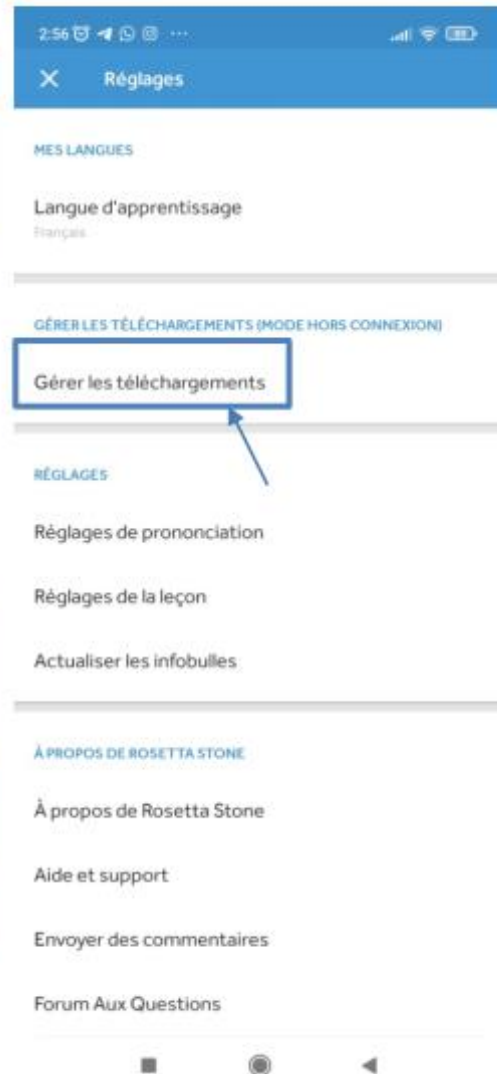 2:56
Réglages
MES LANGUES
Langue d'apprentissage
Français
GÉRER LES TÉLÉCHARGEMENTS (MODE HORS CONNEXION)
Gérer les téléchargements
RÉGLAGES
Réglages de prononciation
Réglages de la leçon
Actualiser les infobulles
À PROPOS DE ROSETTA STONE
À propos de Rosetta Stone
Aide et support
Envoyer des commentaires
Forum Aux Questions